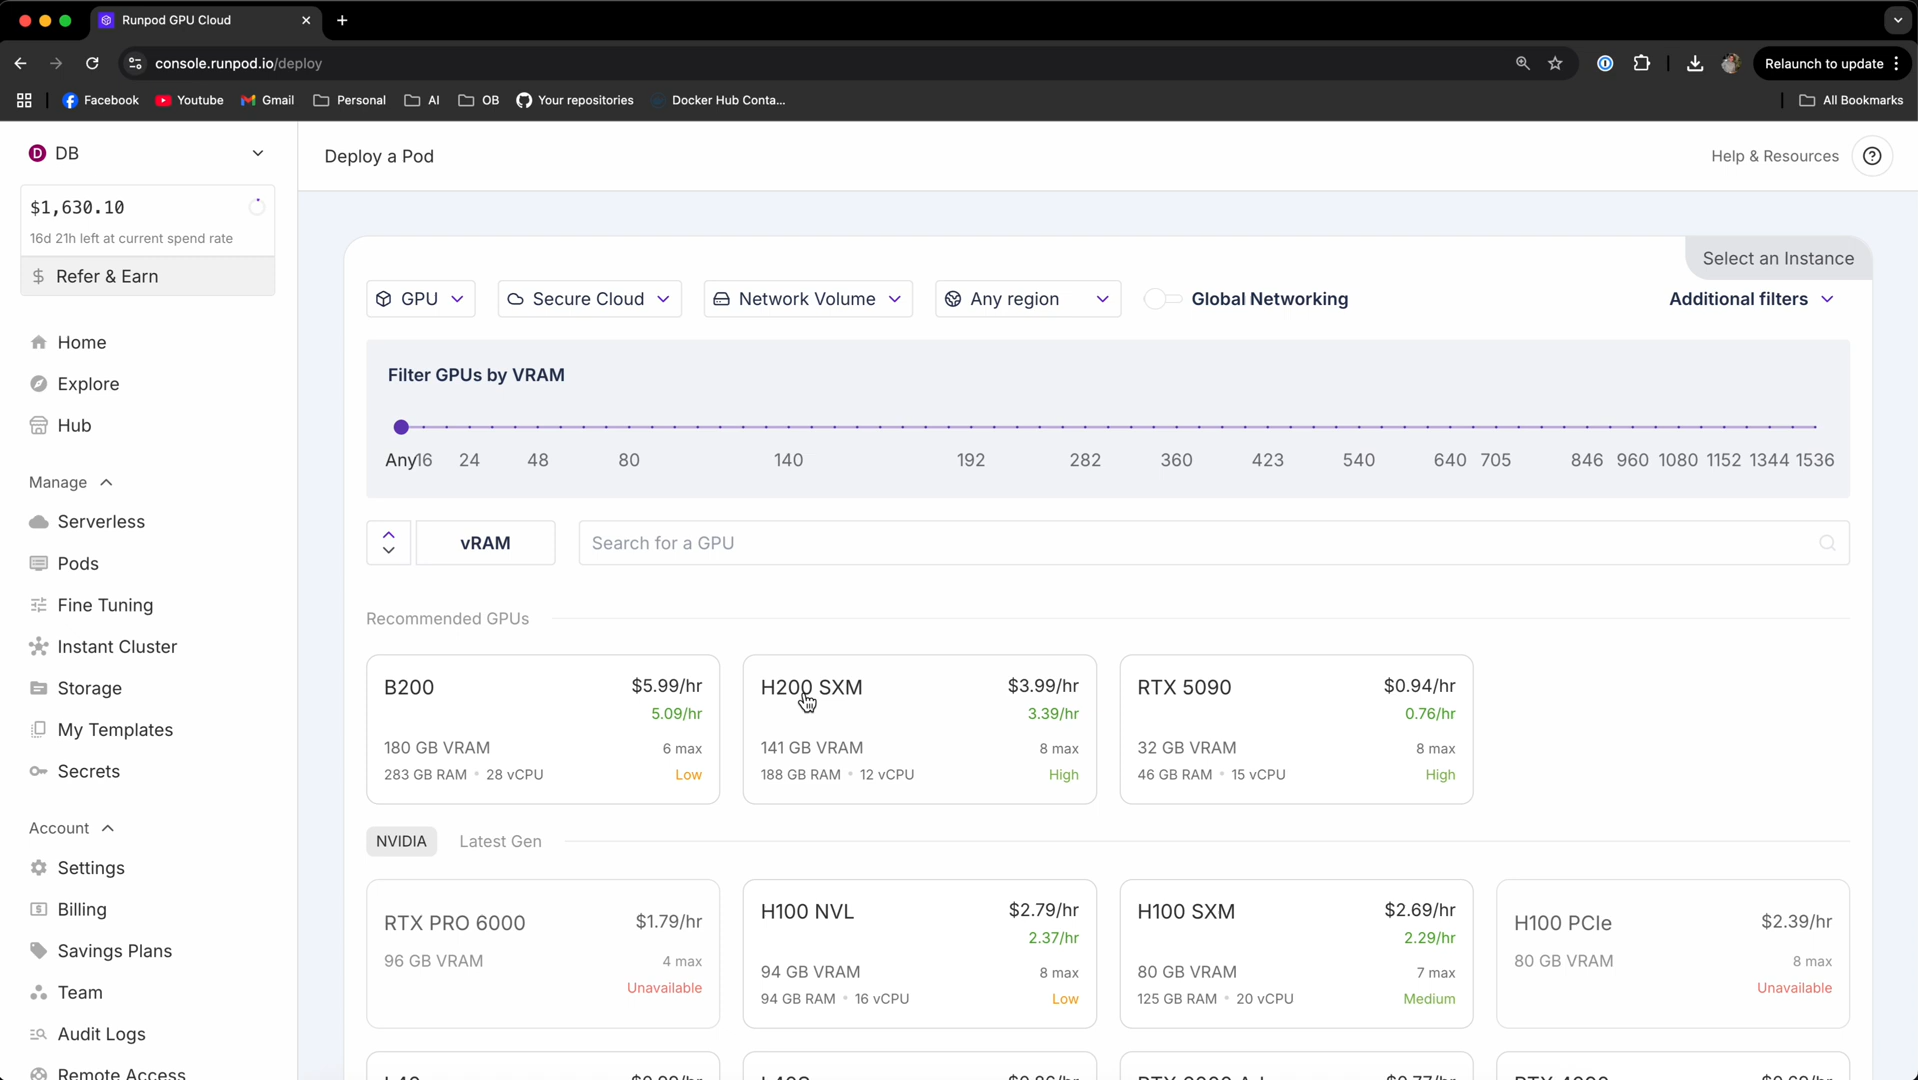 Runpod GPU Cloud
console.runpod.io/deploy
Relaunch to update
Facebook
Youtube
Gmail
Personal
AI
OB
Your repositories
Docker Hub Conta...
All Bookmarks
D DB
Deploy a Pod
Help & Resources
$1,630.10
16d 21h left at current spend rate
$ Refer & Earn
Home
Explore
Hub
Manage
Serverless
Pods
Fine Tuning
Instant Cluster
Storage
My Templates
Secrets
Account
Settings
Billing
Savings Plans
Team
Audit Logs
Remote Access
Select an Instance
GPU
Secure Cloud
Network Volume
Any region
Global Networking
Additional filters
Filter GPUs by VRAM
Any 16 24 48 80 140 192 282 360 423 540 640 705 846 960 1080 1152 1344 1536
vRAM
Search for a GPU
Recommended GPUs
B200 $5.99/hr
5.09/hr
180 GB VRAM 6 max
283 GB RAM • 28 vCPU Low
H200 SXM $3.99/hr
3.39/hr
141 GB VRAM 8 max
188 GB RAM • 12 vCPU High
RTX 5090 $0.94/hr
0.76/hr
32 GB VRAM 8 max
46 GB RAM • 15 vCPU High
NVIDIA Latest Gen
RTX PRO 6000 $1.79/hr
96 GB VRAM 4 max
Unavailable
H100 NVL $2.79/hr
2.37/hr
94 GB VRAM 8 max
94 GB RAM • 16 vCPU Low
H100 SXM $2.69/hr
2.29/hr
80 GB VRAM 7 max
125 GB RAM • 20 vCPU Medium
H100 PCIe $2.39/hr
80 GB VRAM 8 max
Unavailable